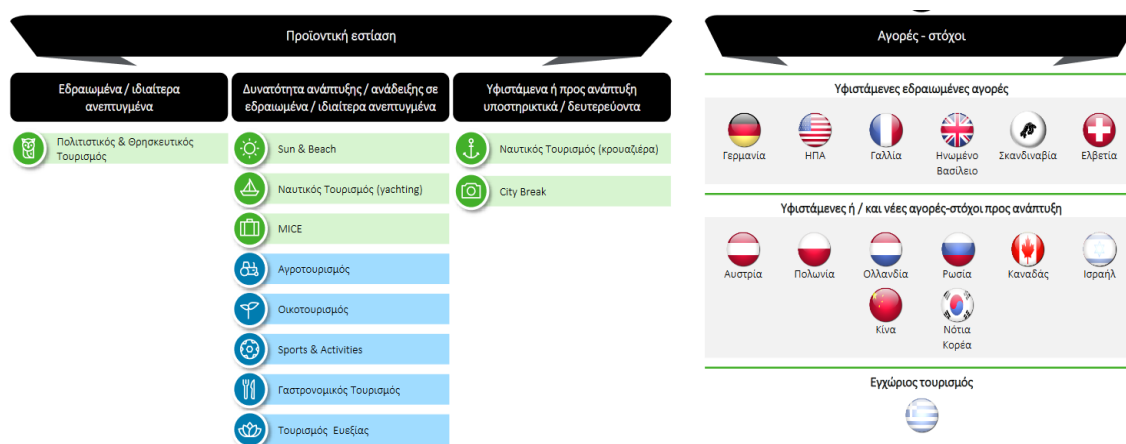 Προϊοντική εστίαση
Εδραιωμένα / ιδιαίτερα
ανεπτυγμένα
Πολιτιστικός & Θρησκευτικός
Τουρισμός
Δυνατότητα ανάπτυξης / ανάδειξης σε
εδραιωμένα / ιδιαίτερα ανεπτυγμένα
Sun & Beach
Ναυτικός Τουρισμός (yachting)
MICE
Αγροτουρισμός
Οικοτουρισμός
Sports & Activities
Γαστρονομικός Τουρισμός
Τουρισμός Ευεξίας
Υφιστάμενα ή προς ανάπτυξη
υποστηρικτικά / δευτερεύοντα
Ναυτικός Τουρισμός (κρουαζιέρα)
City Break
Αγορές - στόχοι
Υφιστάμενες εδραιωμένες αγορές
Γερμανία
ΗΠΑ
Γαλλία
Ηνωμένο
Βασίλειο
Σκανδιναβία
Ελβετία
Υφιστάμενες ή / και νέες αγορές-στόχοι προς ανάπτυξη
Αυστρία
Πολωνία
Ολλανδία
Ρωσία
Καναδάς
Ισραήλ
Κίνα
Νότια
Κορέα
Εγχώριος τουρισμός